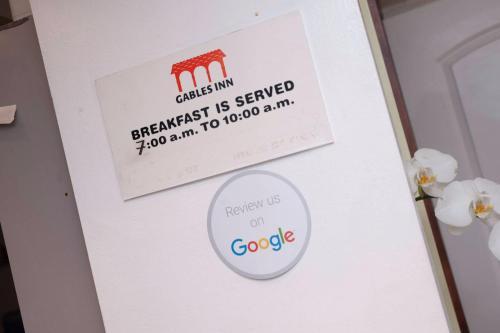 GABLES INN
BREAKFAST IS SERVED
7:00 a.m. TO 10:00 a.m.
Review us
on
Google